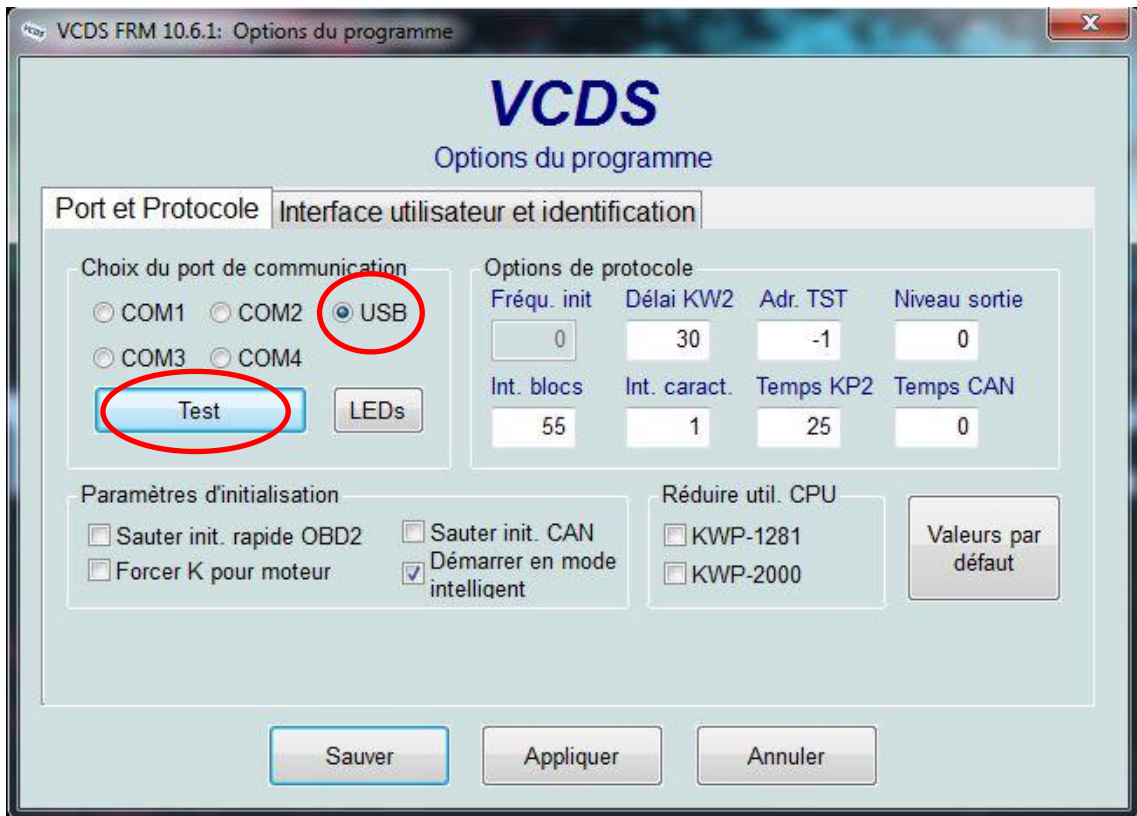 VCDS FRM 10.6.1: Options du programme
x
VCDS
Options du programme
Port et Protocole
Interface utilisateur et identification
Choix du port de communication
COM1 COM2 USB
COM3 COM4
Test LEDs
Options de protocole
Fréqu. init Délai KW2 Adr. TST Niveau sortie
0 30 -1 0
Int. blocs Int. caract. Temps KP2 Temps CAN
55 1 25 0
Paramètres d'initialisation
Sauter init. rapide OBD2
Forcer K pour moteur
Sauter init. CAN
Démarrer en mode
intelligent
Réduire util. CPU
KWP-1281
KWP-2000
Valeurs par
défaut
Sauver Appliquer Annuler